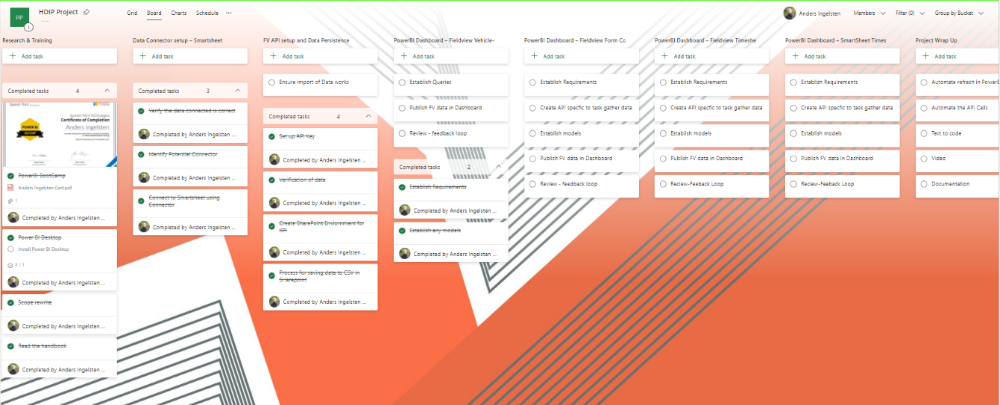 PP
HDIP Project
Grid
Board
Charts
Schedule
Anders Ingelsten
Members
Filter (0)
Group by Bucket
Research & Training
Add task
Completed tasks 4
Spanish Point Technologies
Certificate of Completion
Anders Ingelsten
POWER BI
BOOTCAMP
PowerBI BootCamp
Anders Ingelsten Cert.pdf
1
Completed by Anders Ingelsten ...
Power BI Desktop
Install Power BI Desktop
0 / 1
Completed by Anders Ingelsten ...
Scope rewrite
Completed by Anders Ingelsten ...
Read the handbook
Completed by Anders Ingelsten ...
Data Connector setup – Smartsheet
Add task
Completed tasks 3
Verify the data connected is correct
Completed by Anders Ingelsten ...
Identify Potential Connector
Completed by Anders Ingelsten ...
Connect to Smartsheet using
Connector
Completed by Anders Ingelsten ...
FV API setup and Data Persistence
Add task
Ensure import of Data works
Completed tasks 4
Set up API Key
Completed by Anders Ingelsten ...
Verification of data
Completed by Anders Ingelsten ...
Create SharePoint Enviornment for
KPI
Completed by Anders Ingelsten ...
Process for saving data to CSV in
SHarepoint
Completed by Anders Ingelsten ...
PowerBI Dashboard – Fieldview Vehicle-
Add task
Establish Queries
Publish FV data in Dashboard
Review - feedback loop
Completed tasks 2
Establish Requirements
Completed by Anders Ingelsten ...
Establish any models
Completed by Anders Ingelsten ...
PowerBI Dashboard – Fieldview Form Co
Add task
Establish Requirements
Create API specfic to task gather data
Establish models
Publish FV data in Dashboard
Review - feedback loop
PowerBI Dashboard – Fieldview Timeshe
Add task
Establish Requirements
Create API specfic to task gather data
Establish models
Publish FV data in Dashboard
Reciew-Feeback Loop
PowerBI Dashboard – SmartSheet Times
Add task
Establish Requirements
Create API specfic to task gather data
Establish models
Publish FV data in Dashboard
Reciew-Feeback Loop
Project Wrap Up
Add task
Automate refresh in PowerB
Automate the API Calls
Text to code
Video
Documentation